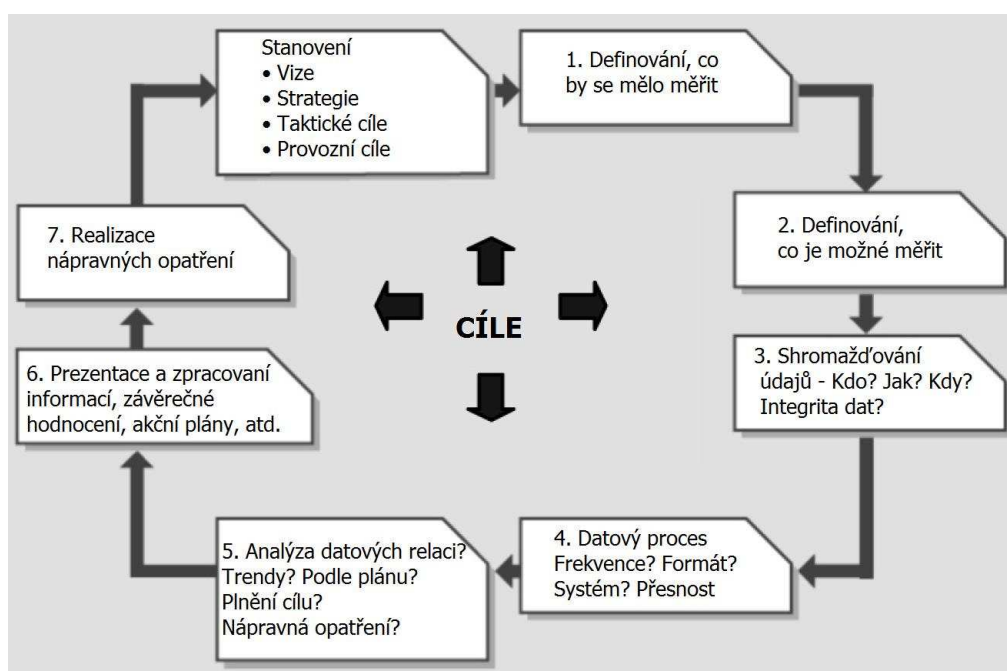 Stanovení
• Vize
• Strategie
• Taktické cíle
• Provozní cíle
1. Definování, co
by se mělo měřit
2. Definování,
co je možné měřit
3. Shromažďování
údajů - Kdo? Jak? Kdy?
Integrita dat?
4. Datový proces
Frekvence? Formát?
Systém? Přesnost
5. Analýza datových relaci?
Trendy? Podle plánu?
Plnění cílu?
Nápravná opatření?
6. Prezentace a zpracovaní
informací, závěrečné
hodnocení, akční plány, atd.
7. Realizace
nápravných opatření
CÍLE